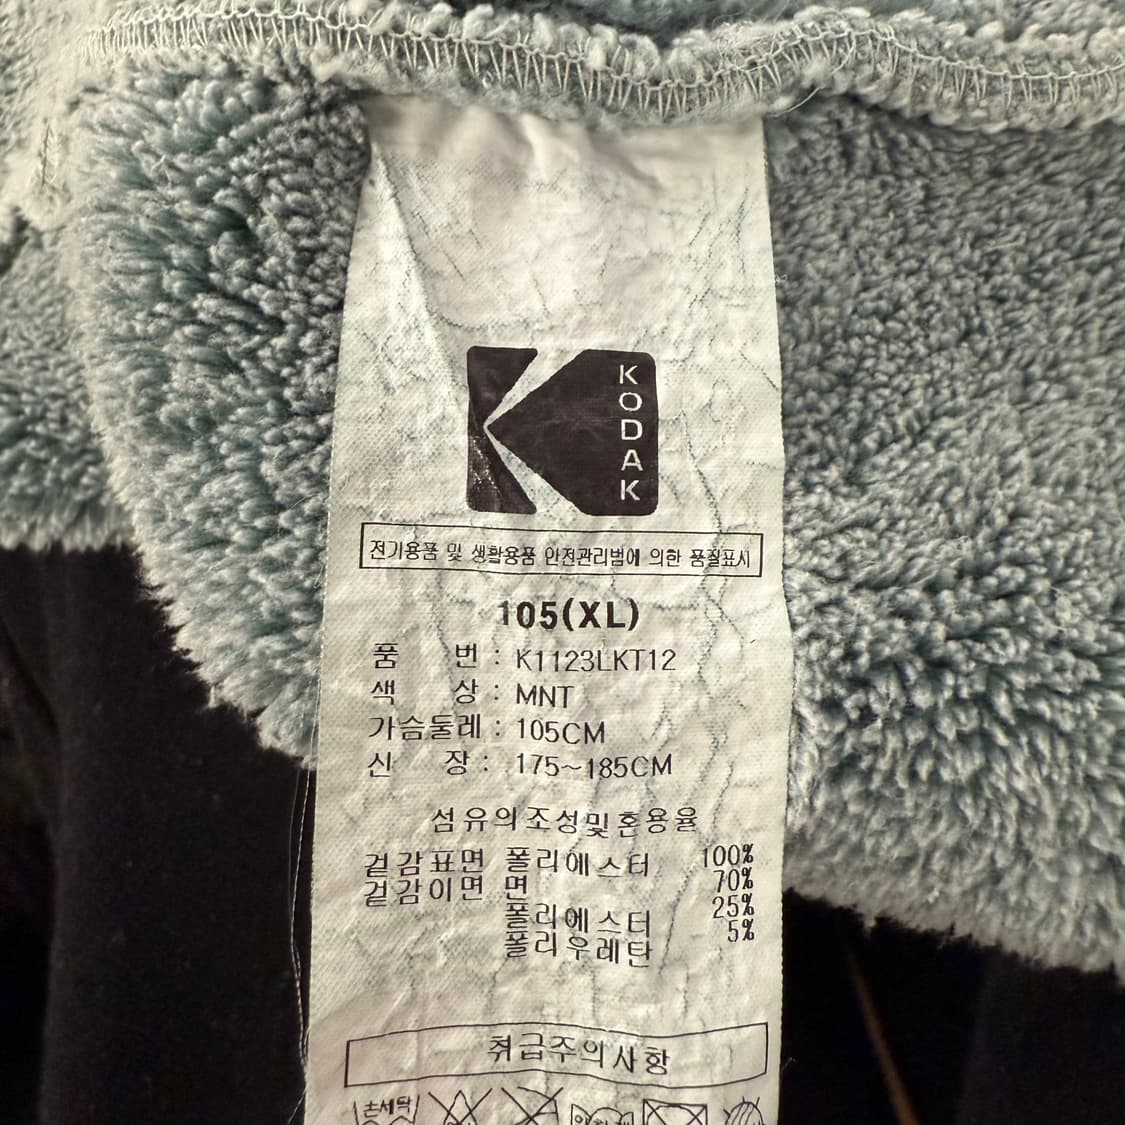 KODAK
전기용품 및 생활용품 안전관리법에 의한 품질표시
105(XL)
품 번 : K1123LKT12
색 상 : MNT
가슴둘레 : 105CM
신 장 : 175~185CM
섬유의조성및혼용율
겉감표면 폴리에스터 100%
겉감이면 면 70%
폴리에스터 25%
폴리우레탄 5%
취급주의사항
손세탁